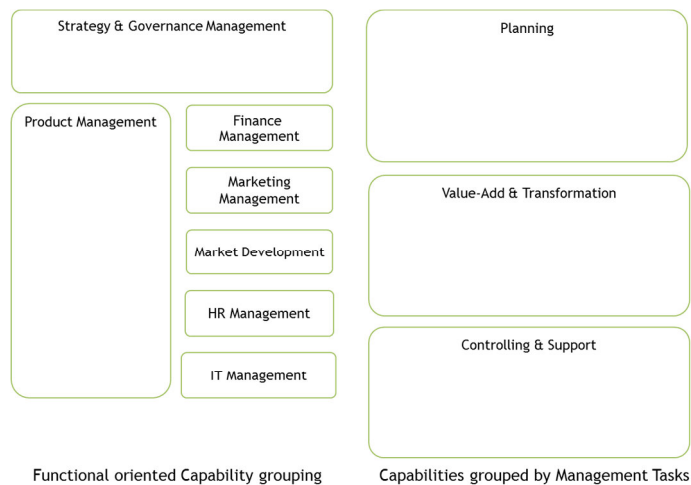 Strategy & Governance Management
Product Management
Finance
Management
Marketing
Management
Market Development
HR Management
IT Management
Functional oriented Capability grouping
Planning
Value-Add & Transformation
Controlling & Support
Capabilities grouped by Management Tasks